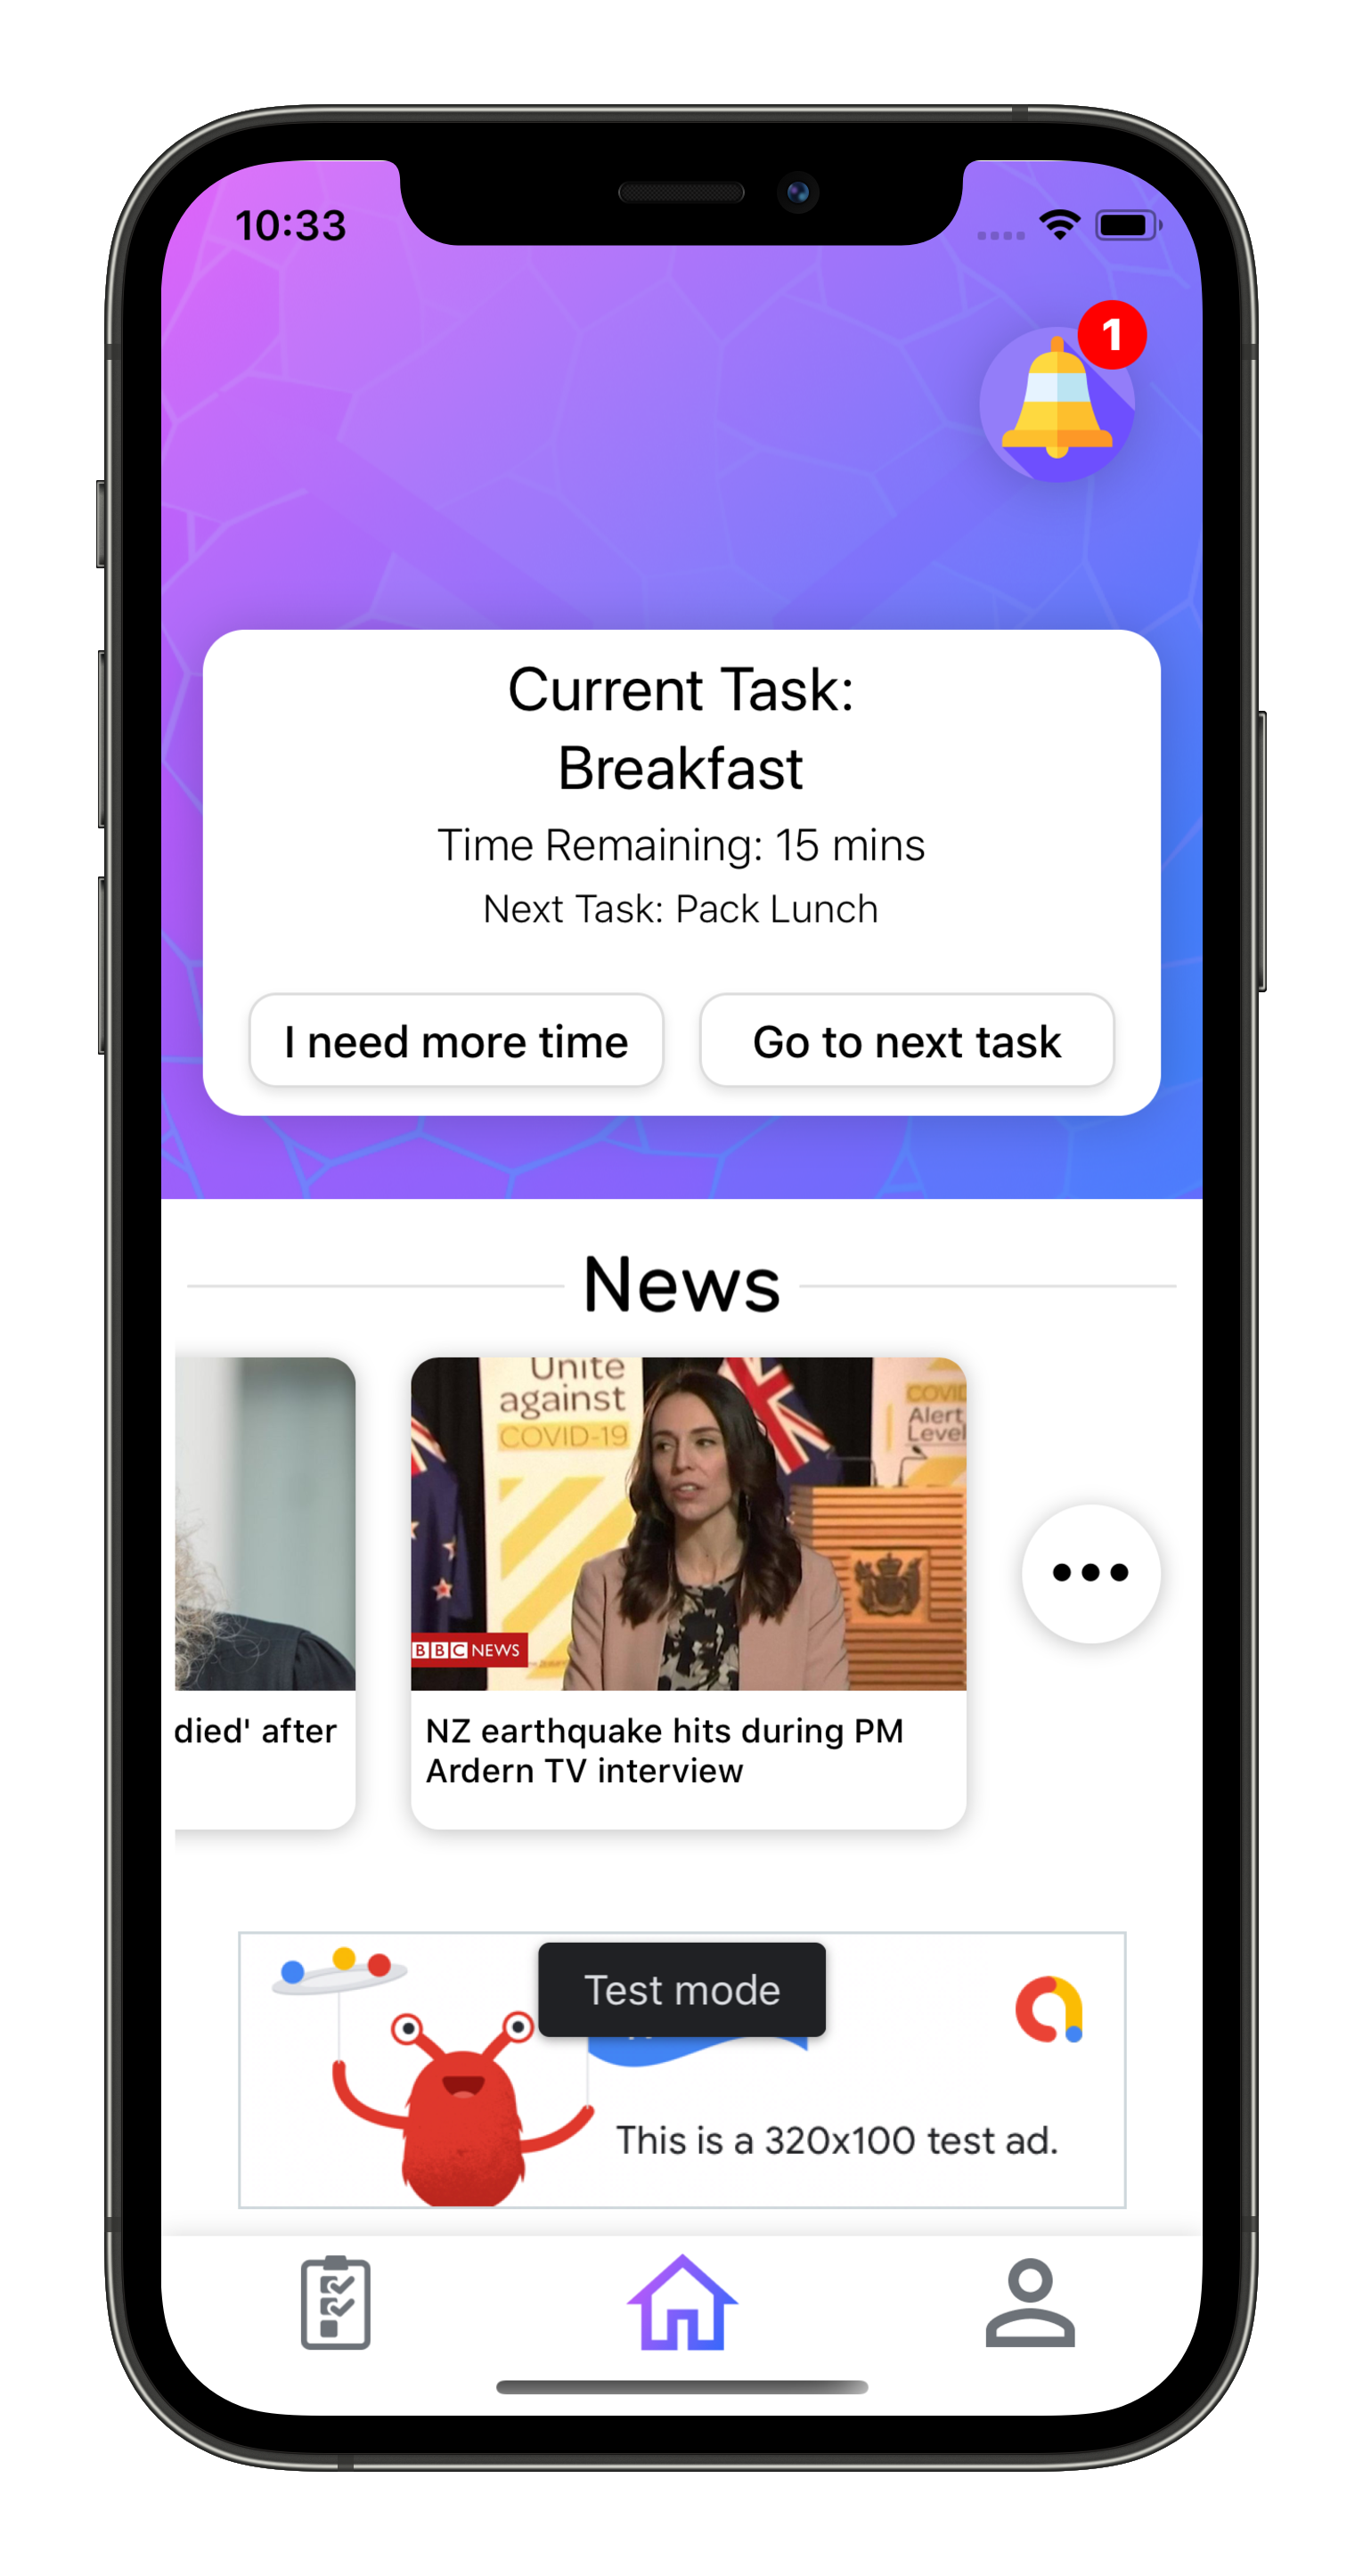 10:33
1
Current Task:
Breakfast
Time Remaining: 15 mins
Next Task: Pack Lunch
I need more time
Go to next task
News
Unite
against
COVID-19
COVID
Alert
Level
BBC NEWS
died' after
NZ earthquake hits during PM
Ardern TV interview
Test mode
This is a 320x100 test ad.